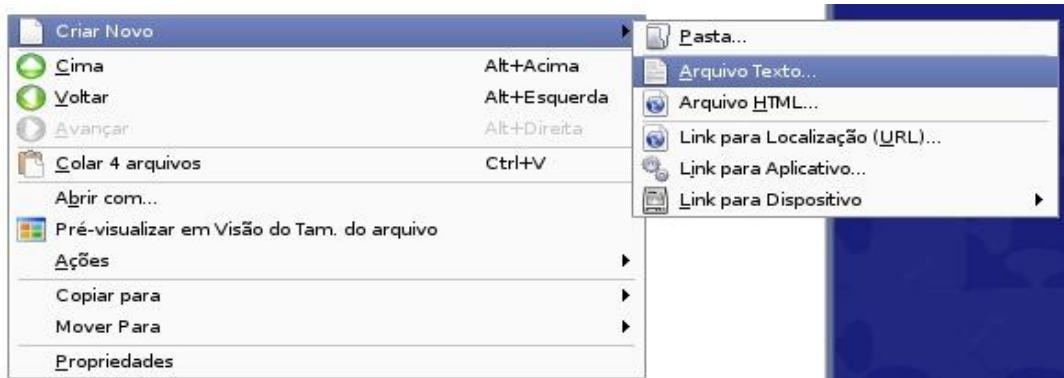 Criar Novo
Cima Alt+Acima
Voltar Alt+Esquerda
Avançar Alt+Direita
Colar 4 arquivos Ctrl+V
Abrir com...
Pré-visualizar em Visão do Tam. do arquivo
Ações
Copiar para
Mover Para
Propriedades
Pasta...
Arquivo Texto...
Arquivo HTML...
Link para Localização (URL)...
Link para Aplicativo...
Link para Dispositivo